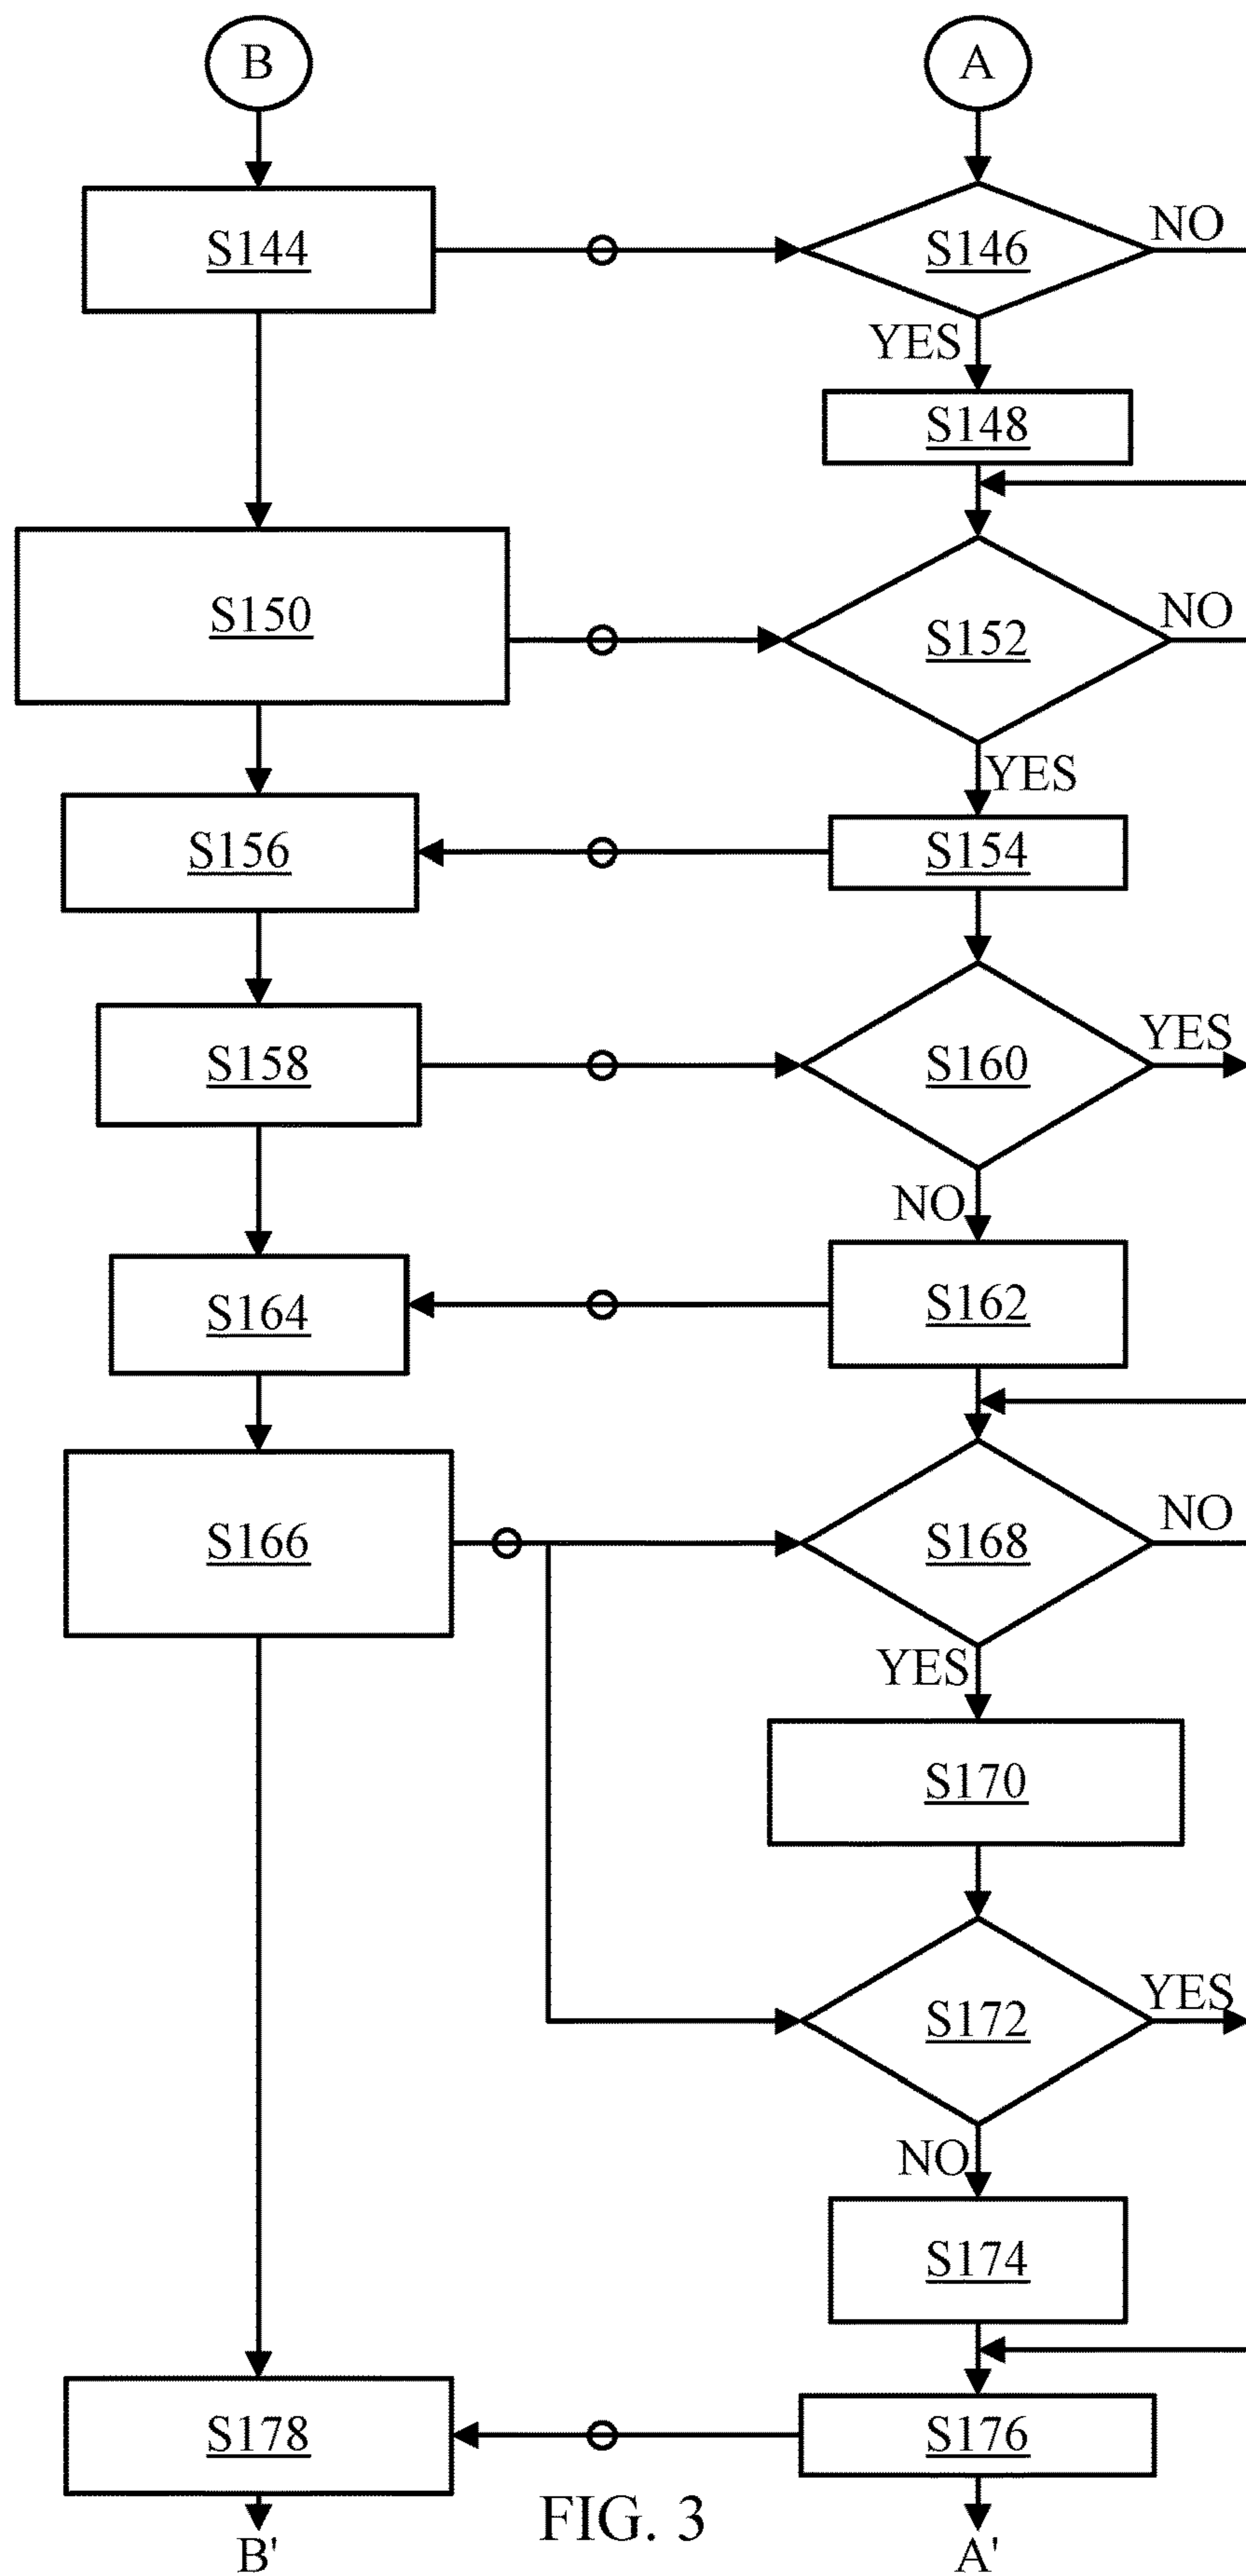 B
A
S144
S146
NO
YES
S148
S150
S152
NO
YES
S156
S154
S158
S160
YES
NO
S164
S162
S166
S168
NO
YES
S170
S172
YES
NO
S174
S178
S176
FIG. 3
B'
A'